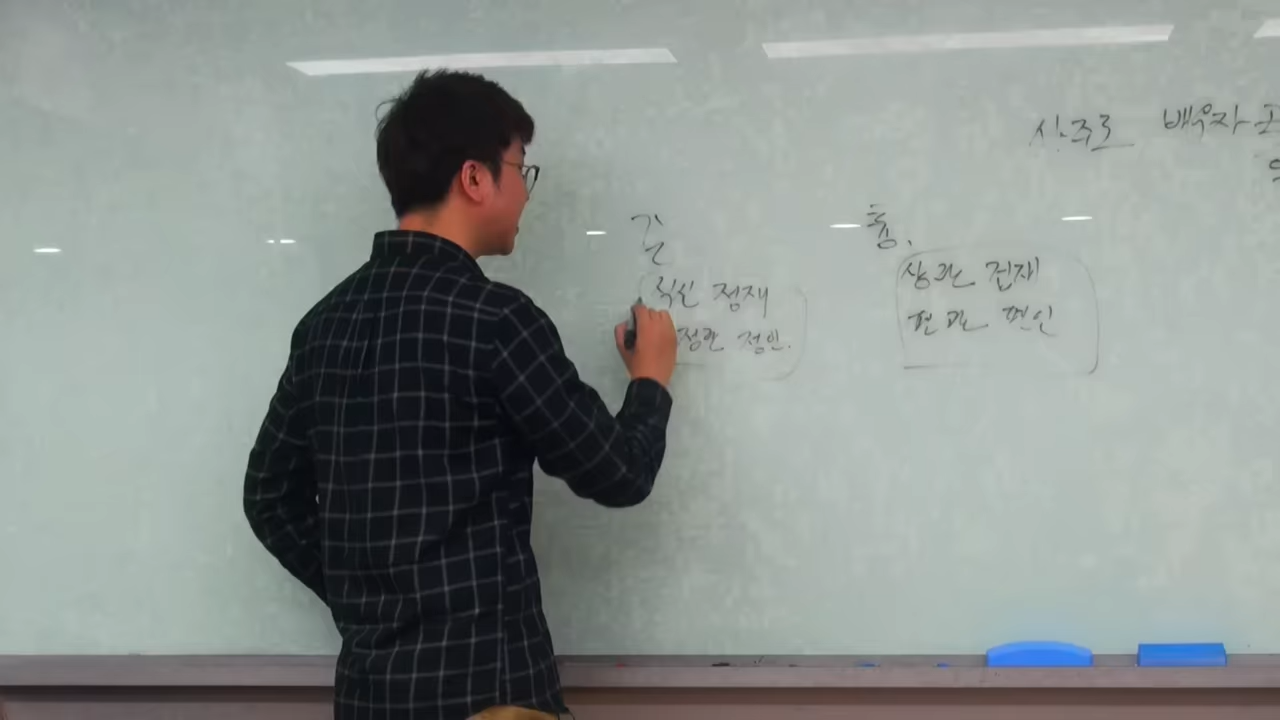 사주로 배우자
길
흉.
식신 정재
정관 정인.
상관 겁재
편관 편인